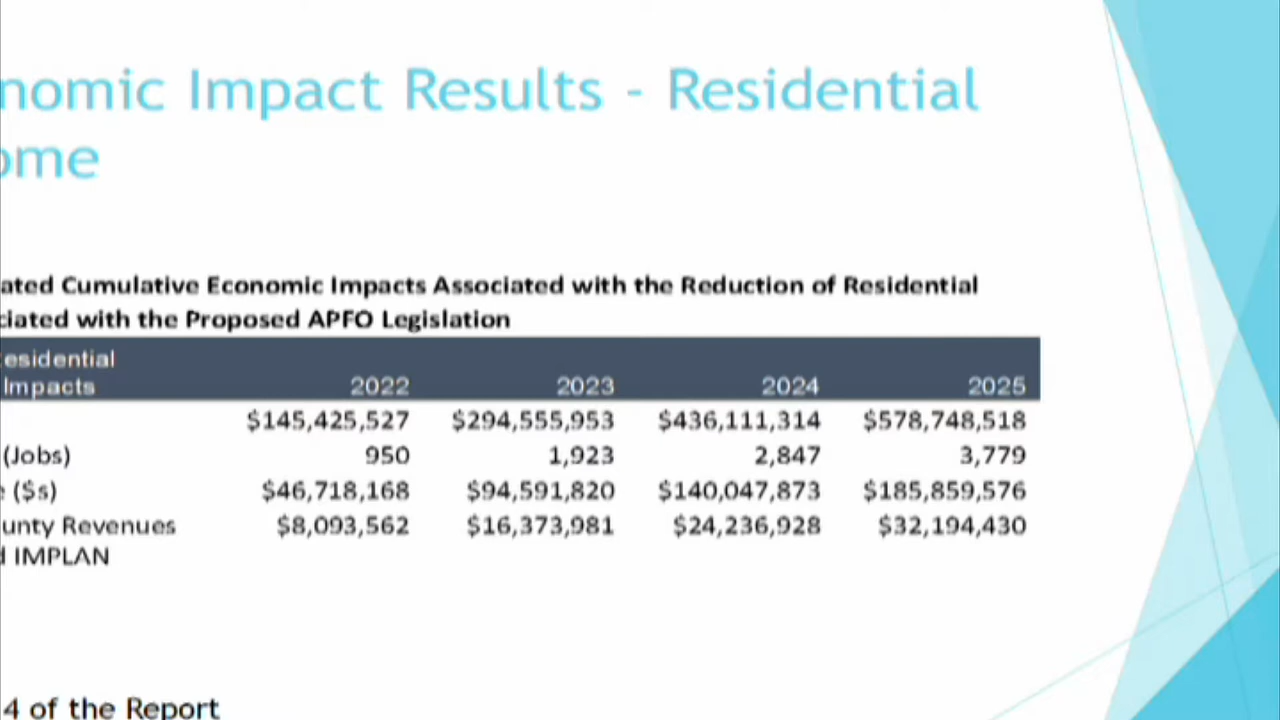 nomic Impact Results - Residential
ome
ated Cumulative Economic Impacts Associated with the Reduction of Residential
ciated with the Proposed APFO Legislation
esidential
Impacts 2022 2023 2024 2025
$145,425,527 $294,555,953 $436,111,314 $578,748,518
(Jobs) 950 1,923 2,847 3,779
e ($s) $46,718,168 $94,591,820 $140,047,873 $185,859,576
unty Revenues $8,093,562 $16,373,981 $24,236,928 $32,194,430
d IMPLAN
4 of the Report